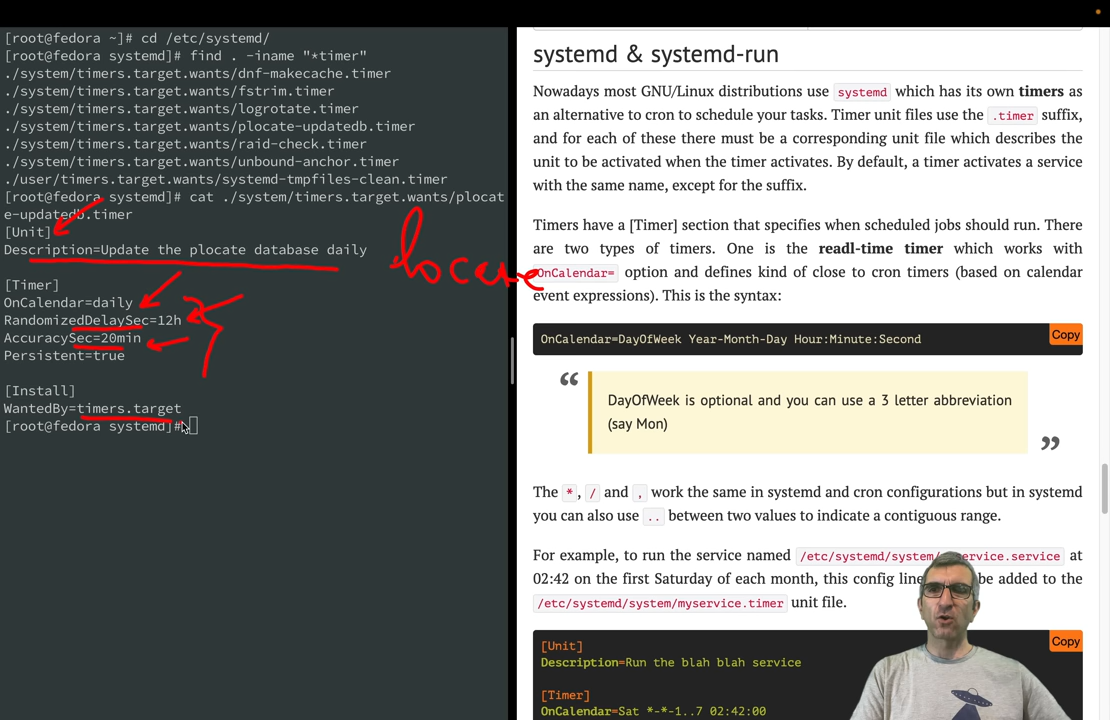 [root@fedora ~]# cd /etc/systemd/
[root@fedora systemd]# find . -iname "*timer"
./system/timers.target.wants/dnf-makecache.timer
./system/timers.target.wants/fstrim.timer
./system/timers.target.wants/logrotate.timer
./system/timers.target.wants/plocate-updatedb.timer
./system/timers.target.wants/raid-check.timer
./system/timers.target.wants/unbound-anchor.timer
./user/timers.target.wants/systemd-tmpfiles-clean.timer
[root@fedora systemd]# cat ./system/timers.target.wants/plocat
e-updatedb.timer
[Unit]
Description=Update the plocate database daily
[Timer]
OnCalendar=daily
RandomizedDelaySec=12h
AccuracySec=20min
Persistent=true
[Install]
WantedBy=timers.target
[root@fedora systemd]#
locate
systemd & systemd-run
Nowadays most GNU/Linux distributions use systemd which has its own timers as
an alternative to cron to schedule your tasks. Timer unit files use the .timer suffix,
and for each of these there must be a corresponding unit file which describes the
unit to be activated when the timer activates. By default, a timer activates a service
with the same name, except for the suffix.
Timers have a [Timer] section that specifies when scheduled jobs should run. There
are two types of timers. One is the readl-time timer which works with
OnCalendar= option and defines kind of close to cron timers (based on calendar
event expressions). This is the syntax:
Copy
OnCalendar=DayOfWeek Year-Month-Day Hour:Minute:Second
“ DayOfWeek is optional and you can use a 3 letter abbreviation
(say Mon) ”
The *, / and , work the same in systemd and cron configurations but in systemd
you can also use .. between two values to indicate a contiguous range.
For example, to run the service named /etc/systemd/system/ service.service at
02:42 on the first Saturday of each month, this config line be added to the
/etc/systemd/system/myservice.timer unit file.
Copy
[Unit]
Description=Run the blah blah service
[Timer]
OnCalendar=Sat *-*-1..7 02:42:00